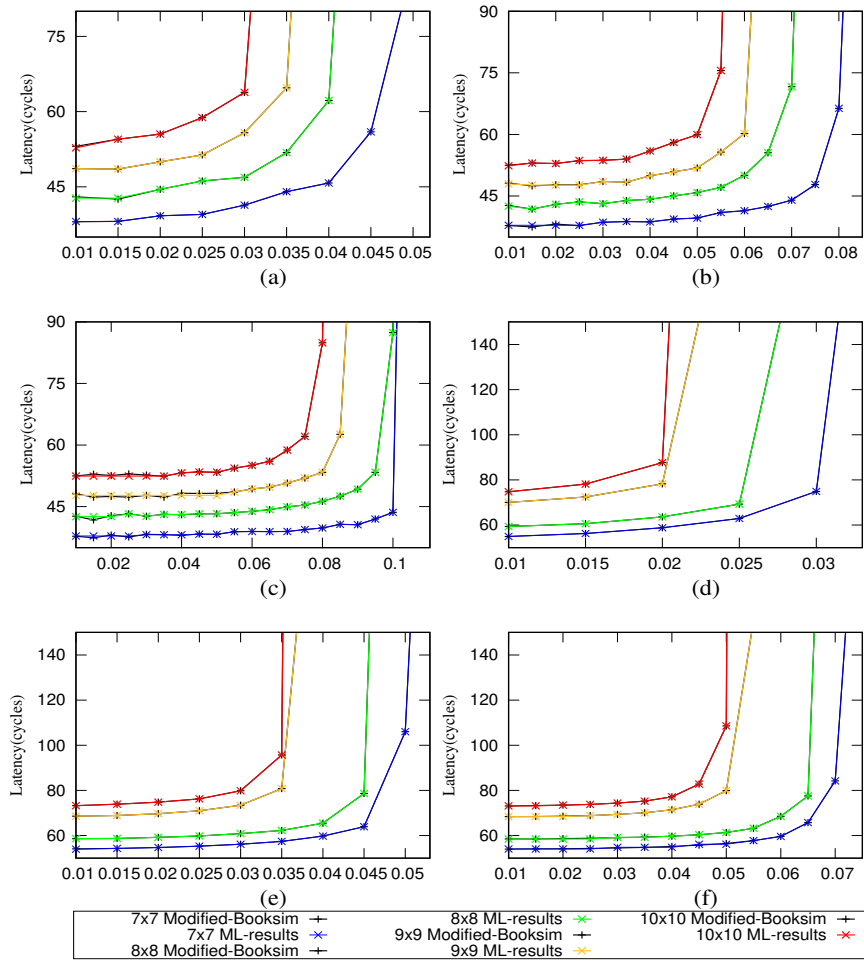 90
90
75
75
60
60
45
45
Latency(cycles)
Latency(cycles)
0.01 0.015 0.02 0.025 0.03 0.035 0.04 0.045 0.05
0.01 0.02 0.03 0.04 0.05 0.06 0.07 0.08
(a)
(b)
90
140
75
120
60
100
45
80
60
Latency(cycles)
Latency(cycles)
0.02 0.04 0.06 0.08 0.1
0.01 0.015 0.02 0.025 0.03
(c)
(d)
140
140
120
120
100
100
80
80
60
60
Latency(cycles)
Latency(cycles)
0.01 0.015 0.02 0.025 0.03 0.035 0.04 0.045 0.05
0.01 0.02 0.03 0.04 0.05 0.06 0.07
(e)
(f)
7x7 Modified-Booksim
7x7 ML-results
8x8 Modified-Booksim
8x8 ML-results
9x9 Modified-Booksim
9x9 ML-results
10x10 Modified-Booksim
10x10 ML-results